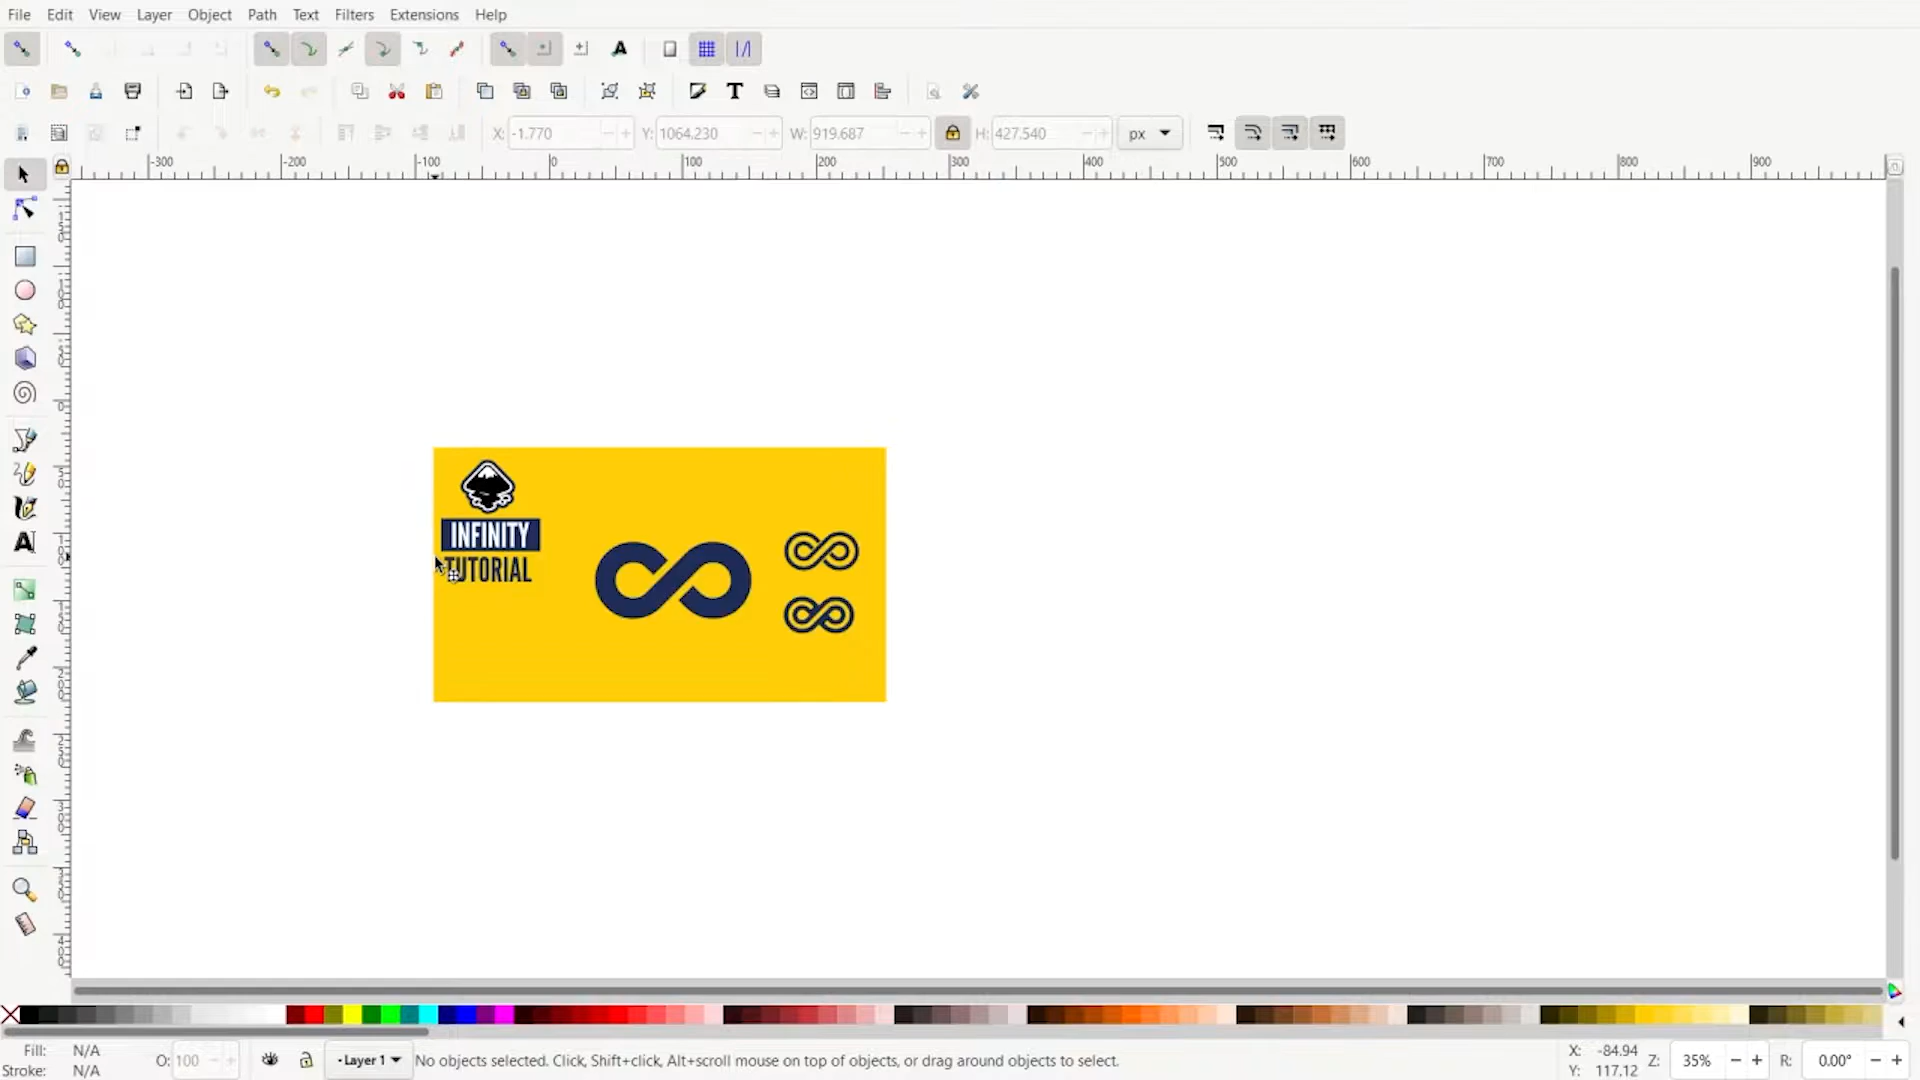 File Edit View Layer Object Path Text Filters Extensions Help
X: -1.770 Y: 1064.230 W: 919.687 H: 427.540 px
-300 -200 -100 0 100 200 300 400 500 600 700 800 900
INFINITY
TUTORIAL
Fill: N/A
Stroke: N/A
O: 100
Layer 1
No objects selected. Click, Shift+click, Alt+scroll mouse on top of objects, or drag around objects to select.
X: -84.94
Y: 117.12
Z: 35%
R: 0.00°